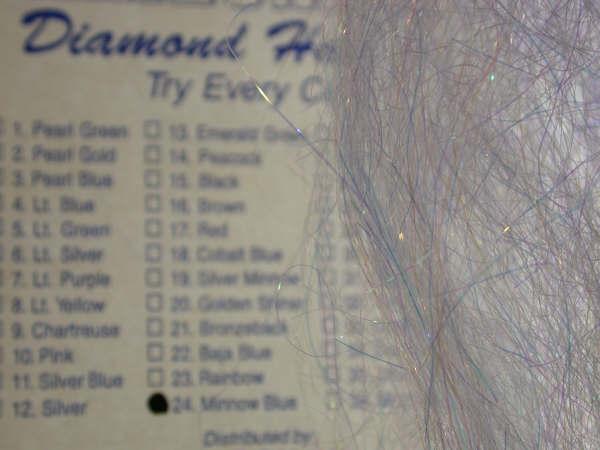 Diamond
Try Every
1. Pearl Green
2. Pearl Gold
3. Pearl Blue
4. Lt. Blue
5. Lt. Green
6. Lt. Silver
7. Lt. Purple
8. Lt. Yellow
9. Chartreuse
10. Pink
11. Silver Blue
12. Silver
13. Emerald Green
14. Peacock
15. Black
16. Brown
17. Red
18. Cobalt Blue
19. Silver Minnow
20. Golden Shiner
21. Bronzeback
22. Baja Blue
23. Rainbow
24. Minnow Blue
Distributed by: